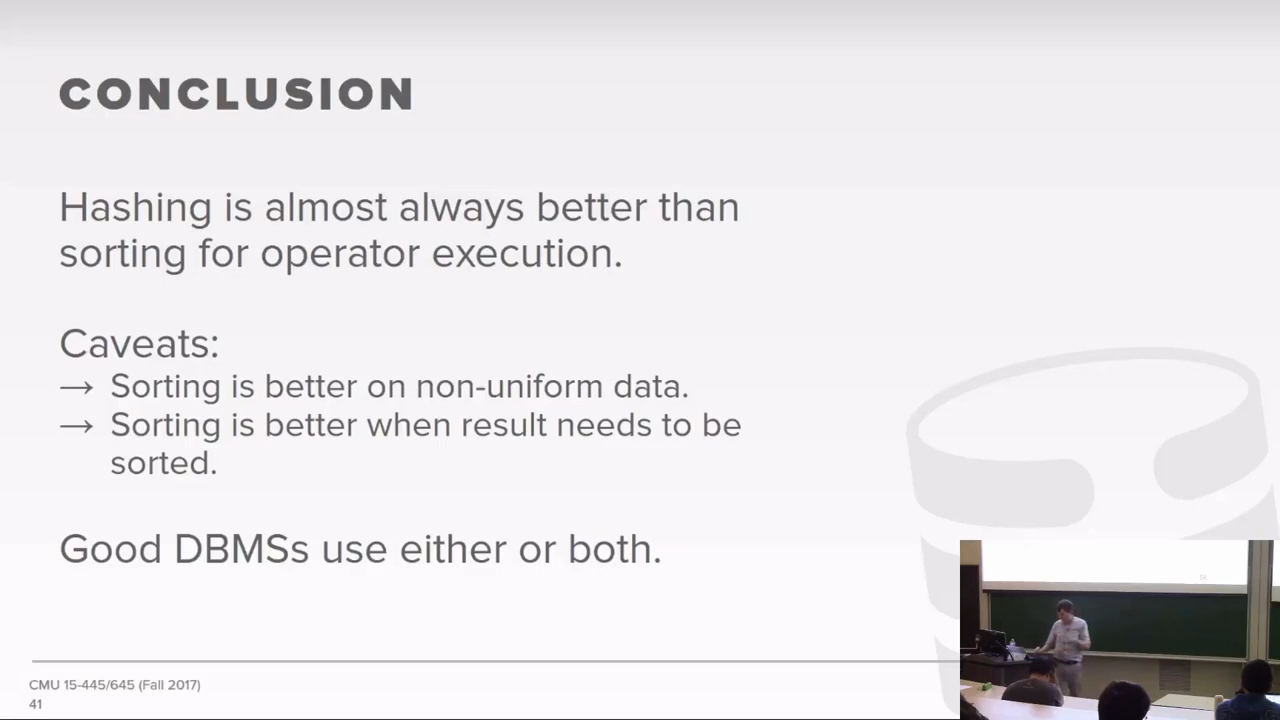 CONCLUSION
Hashing is almost always better than
sorting for operator execution.
Caveats:
→ Sorting is better on non-uniform data.
→ Sorting is better when result needs to be
sorted.
Good DBMSs use either or both.
CMU 15-445/645 (Fall 2017)
41